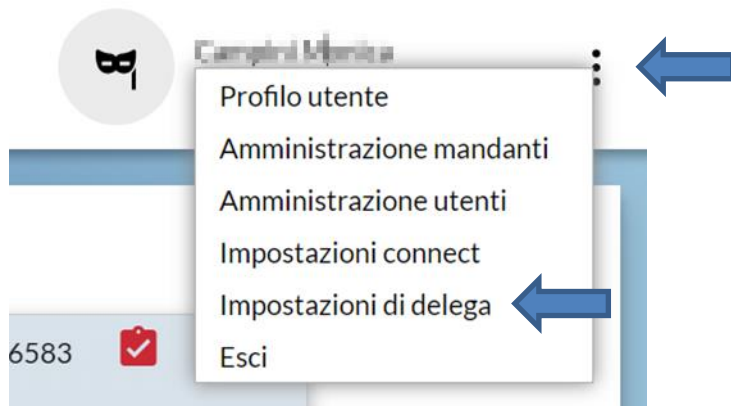 Profilo utente
Amministrazione mandanti
Amministrazione utenti
Impostazioni connect
Impostazioni di delega
6583
Esci